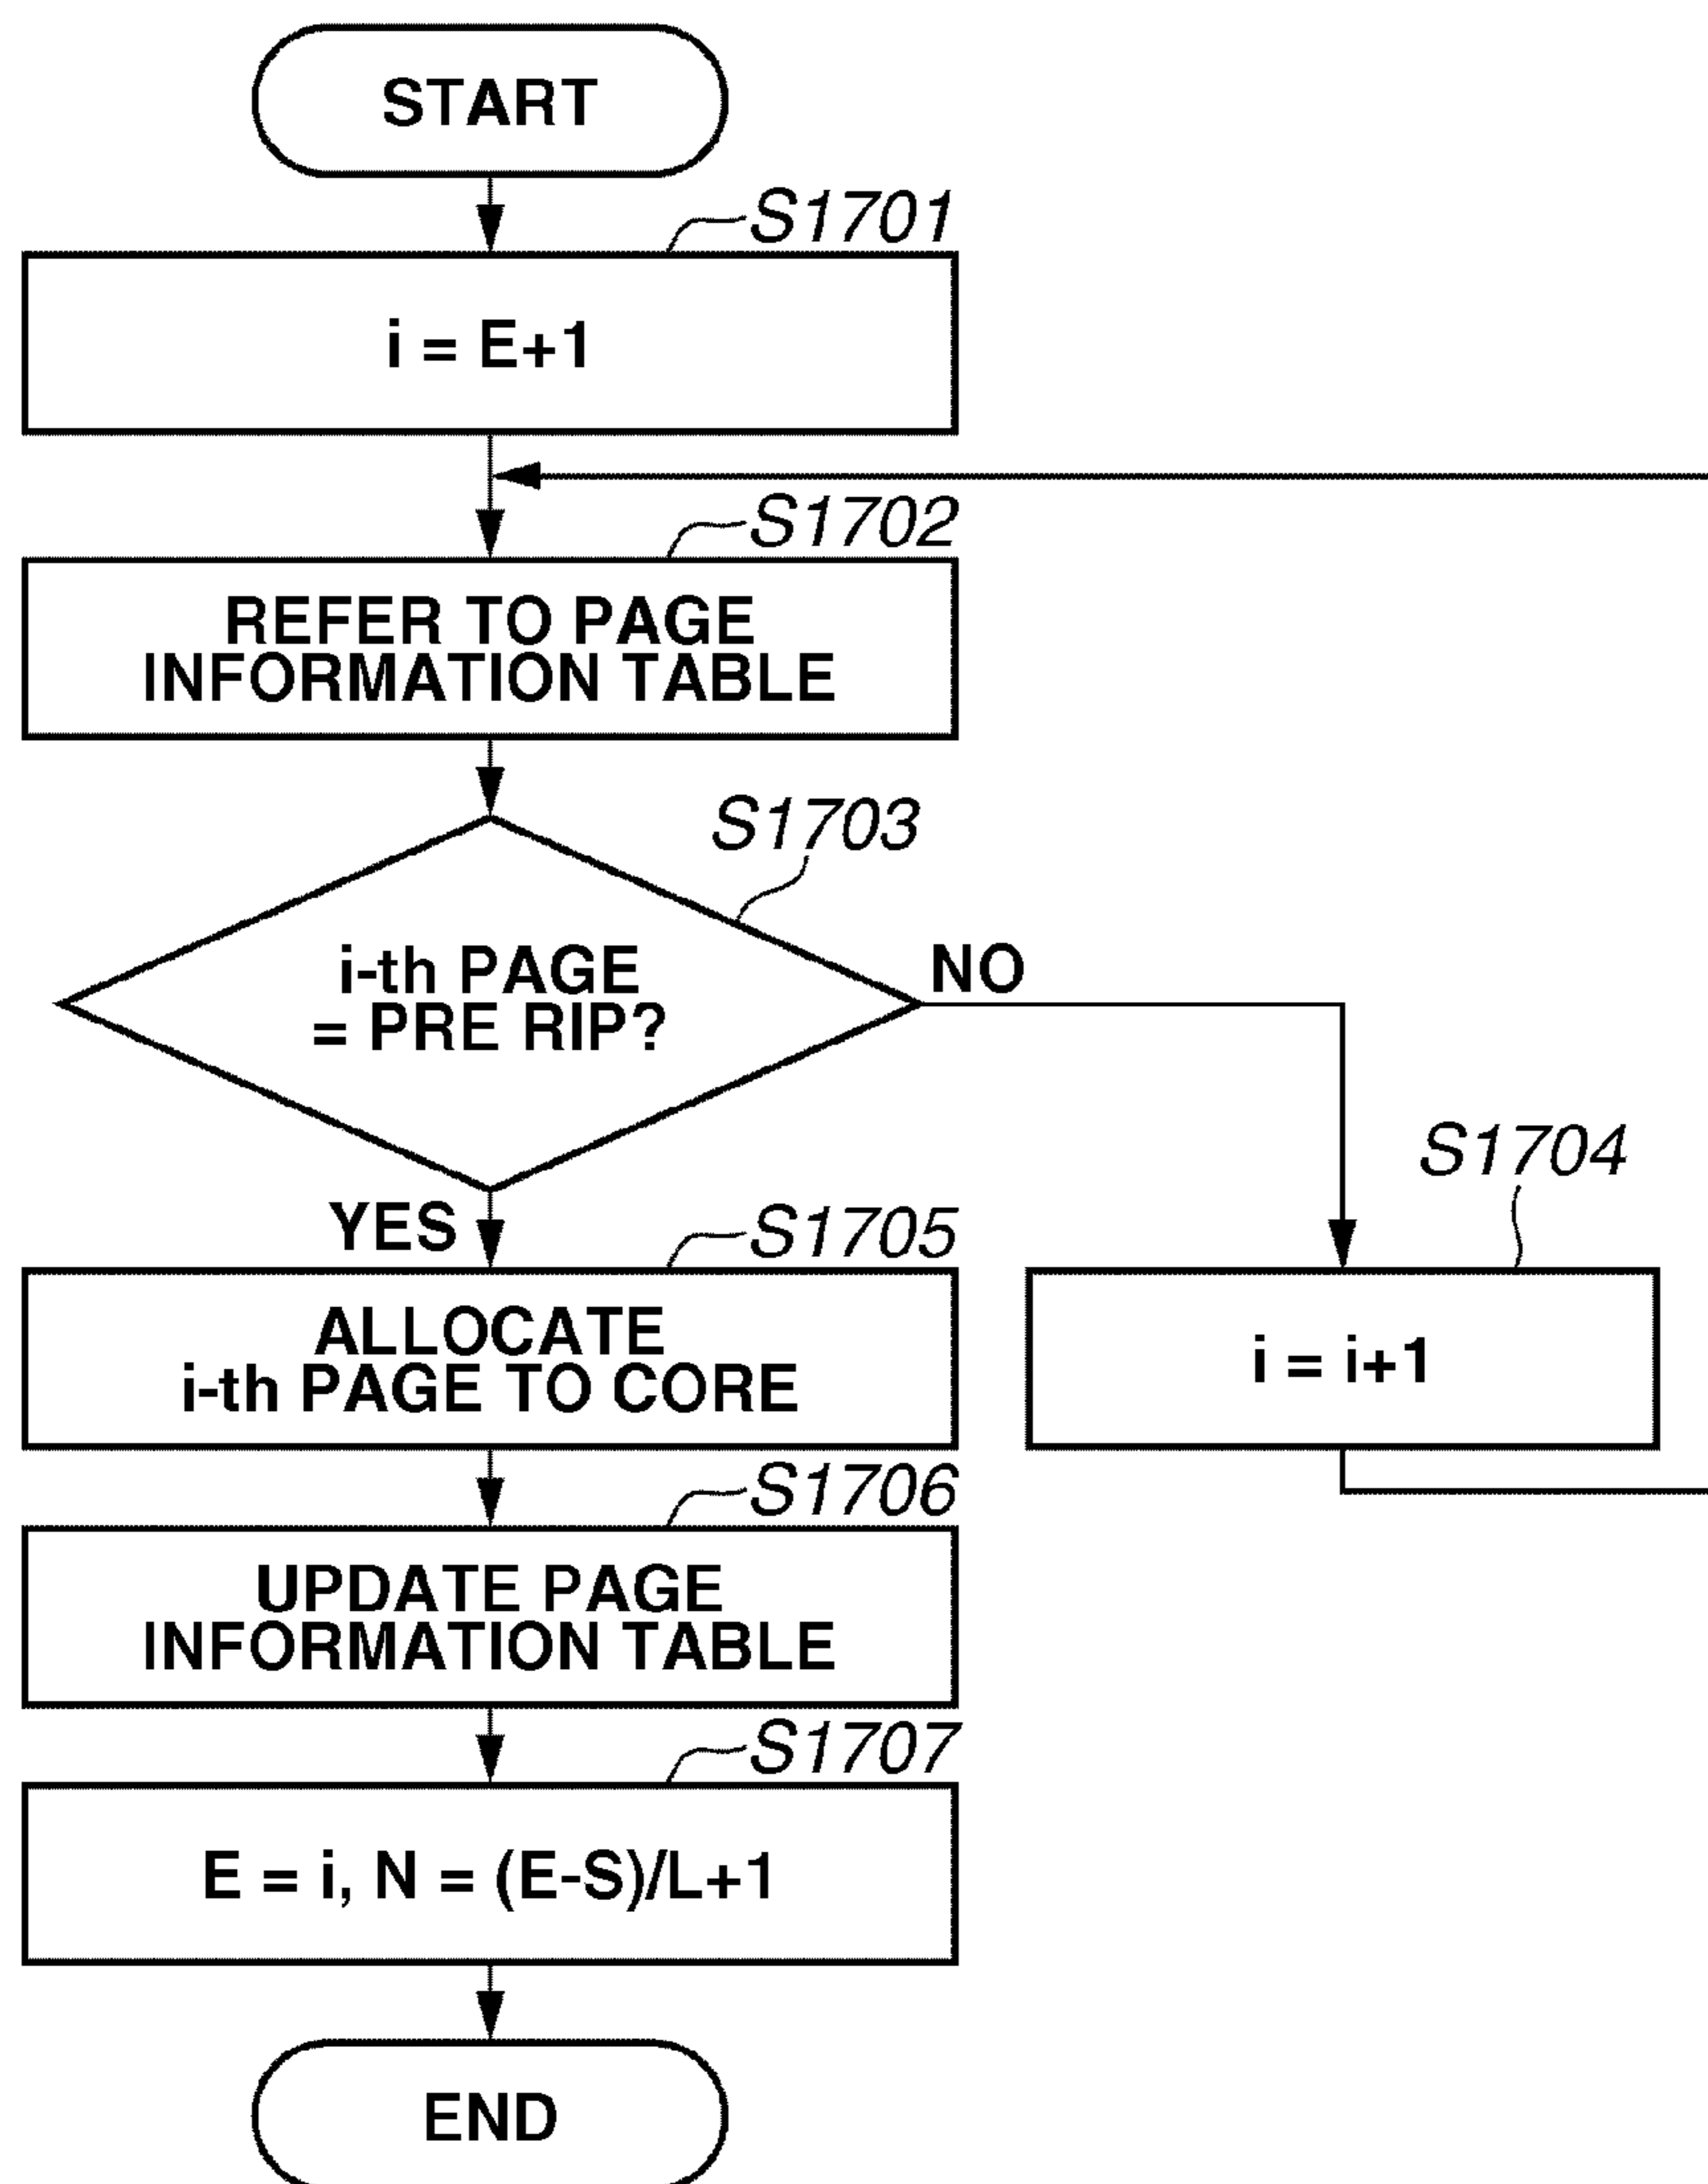 START
S1701
i = E+1
S1702
REFER TO PAGE
INFORMATION TABLE
S1703
i-th PAGE
= PRE RIP?
NO
YES
S1704
i = i+1
S1705
ALLOCATE
i-th PAGE TO CORE
S1706
UPDATE PAGE
INFORMATION TABLE
S1707
E = i, N = (E-S)/L+1
END